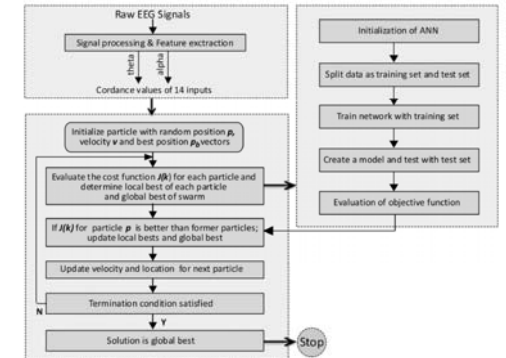 Raw EEG Signals
Signal processing & Feature exctraction
theta
alpha
Cordance values of 14 inputs
Initialize particle with random position p,
velocity v and best position pb vectors
Evaluate the cost function J(k) for each particle and
determine local best of each particle
and global best of swarm
If J(k) for particle p is better than former particles;
update local bests and global best
Update velocity and location for next particle
Termination condition satisfied
N
Y
Solution is global best
Stop
Initialization of ANN
Split data as training set and test set
Train network with training set
Create a model and test with test set
Evaluation of objective function